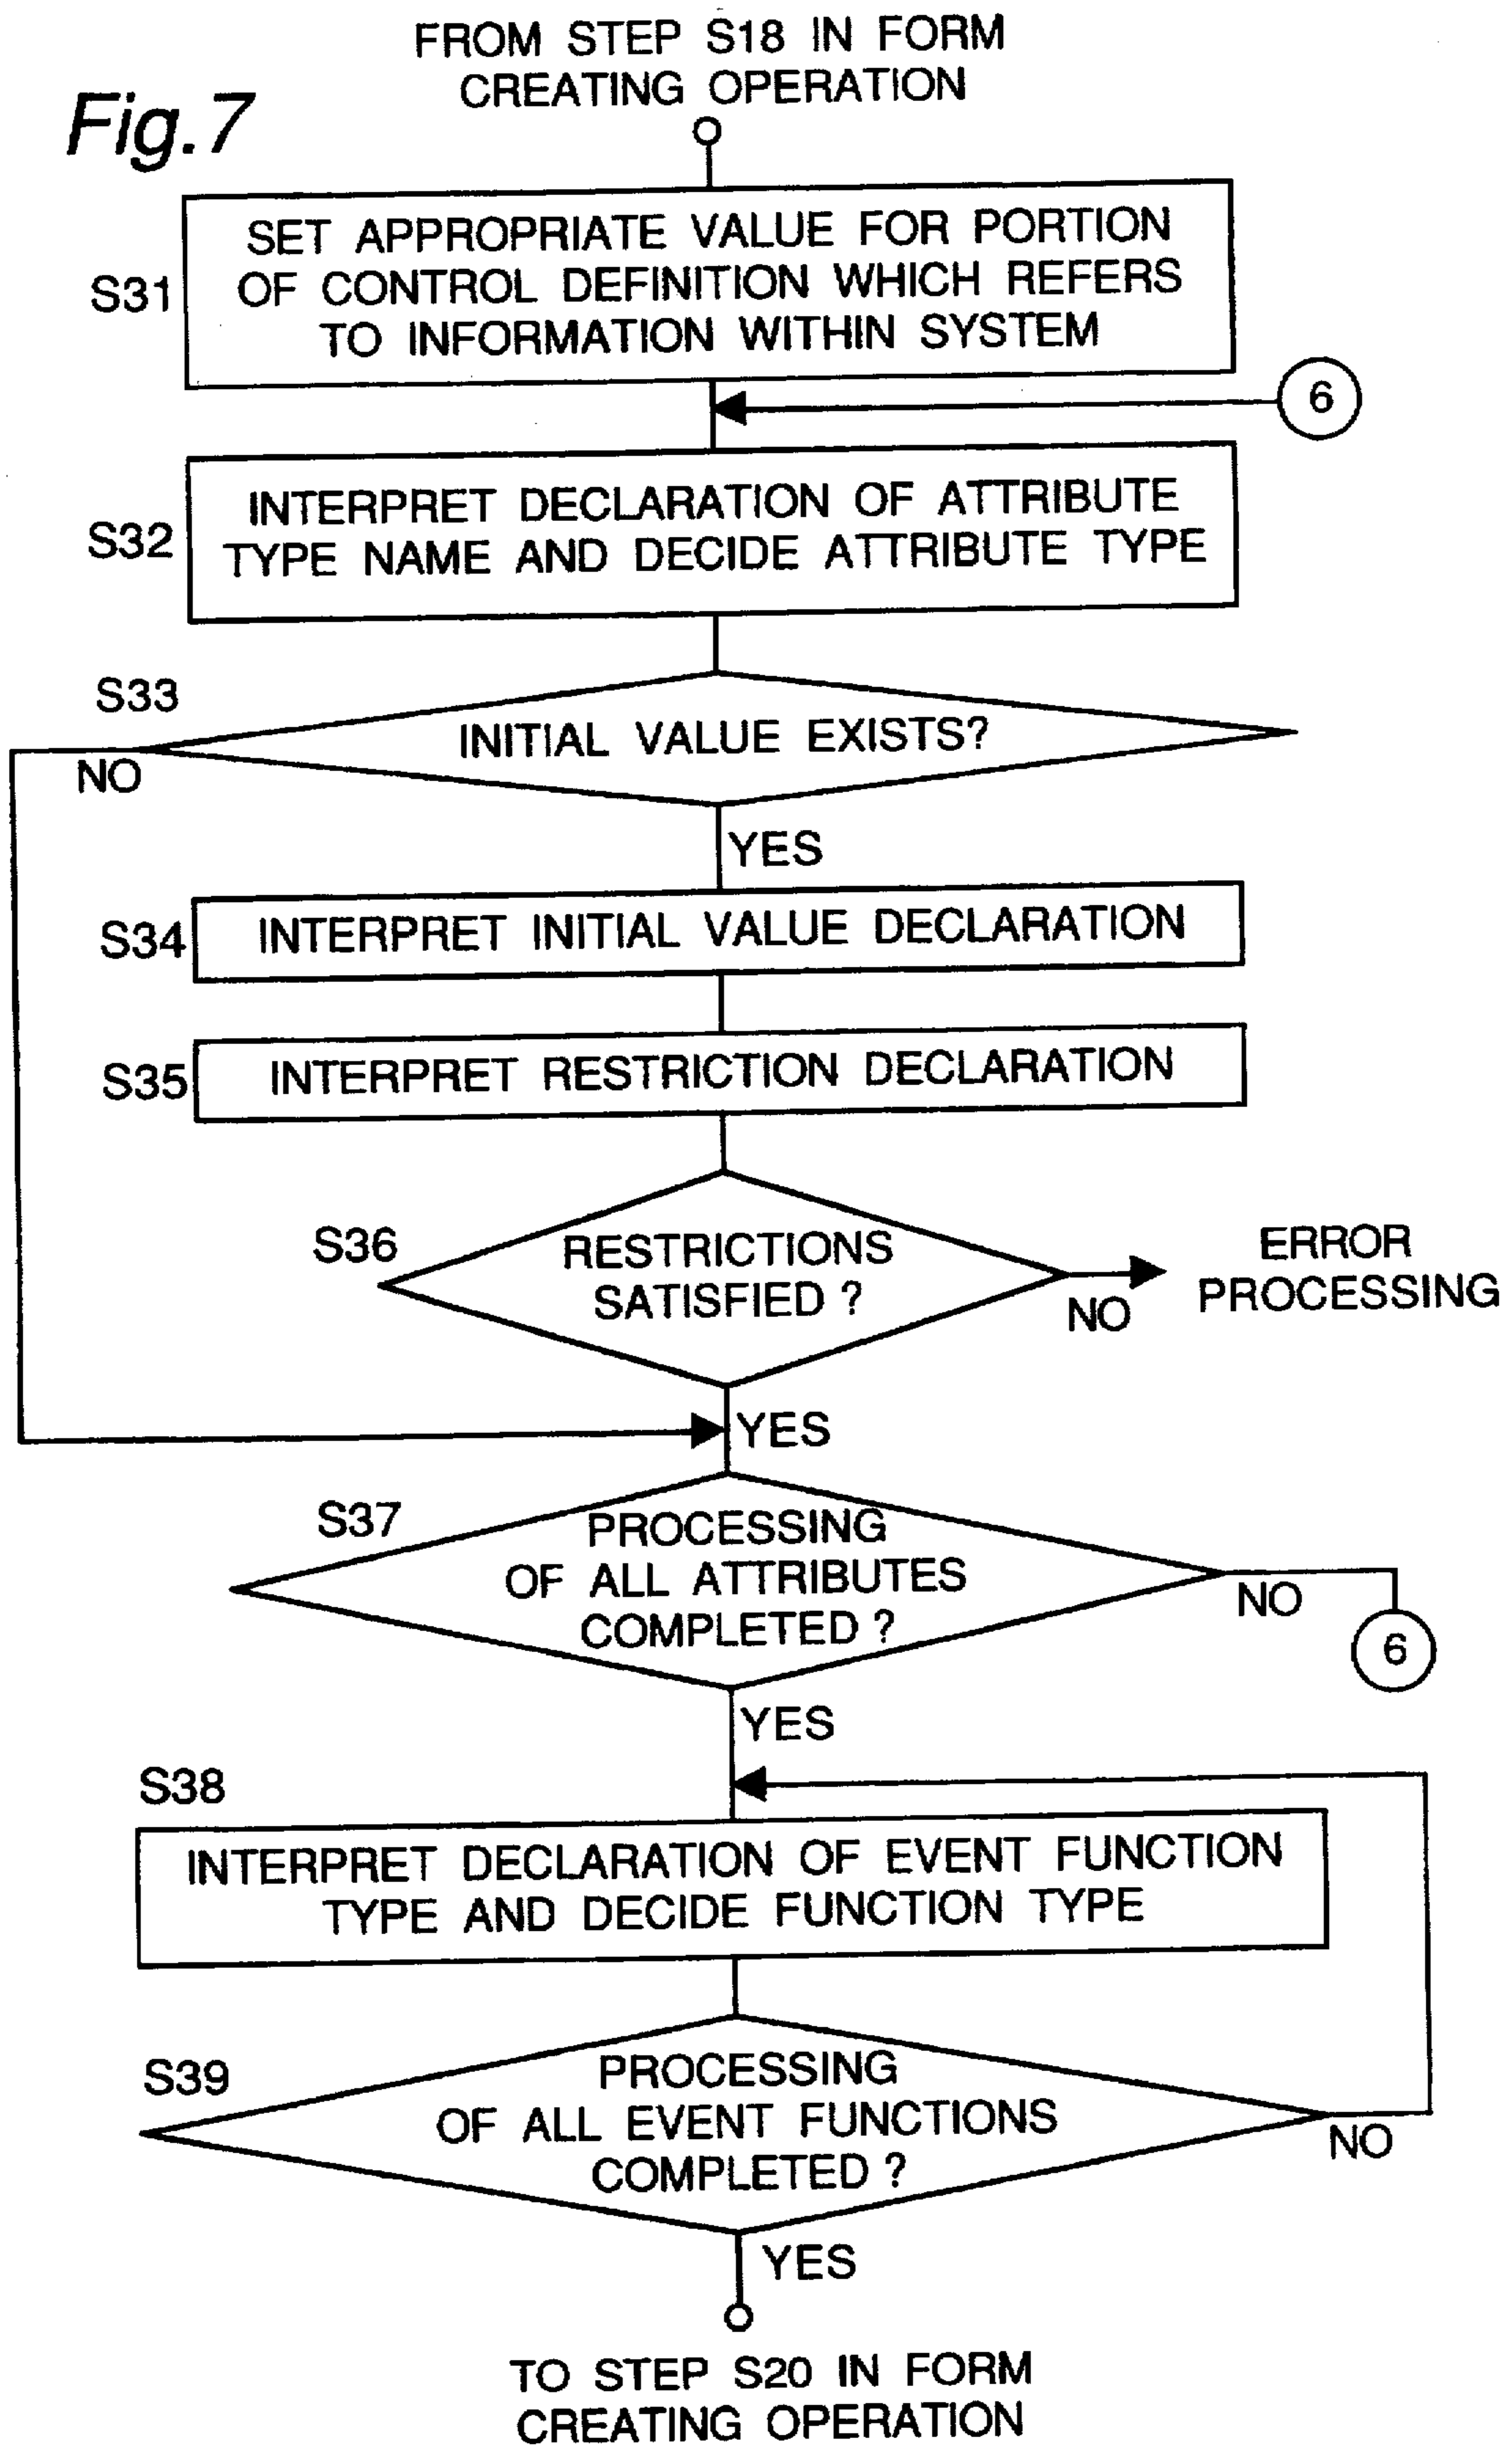 FROM STEP S18 IN FORM
CREATING OPERATION
Fig.7
SET APPROPRIATE VALUE FOR PORTION
OF CONTROL DEFINITION WHICH REFERS
TO INFORMATION WITHIN SYSTEM
S31
6
INTERPRET DECLARATION OF ATTRIBUTE
TYPE NAME AND DECIDE ATTRIBUTE TYPE
S32
S33
INITIAL VALUE EXISTS?
NO
YES
S34
INTERPRET INITIAL VALUE DECLARATION
S35
INTERPRET RESTRICTION DECLARATION
S36
RESTRICTIONS
SATISFIED ?
NO
ERROR
PROCESSING
YES
S37
PROCESSING
OF ALL ATTRIBUTES
COMPLETED ?
NO
6
YES
S38
INTERPRET DECLARATION OF EVENT FUNCTION
TYPE AND DECIDE FUNCTION TYPE
S39
PROCESSING
OF ALL EVENT FUNCTIONS
COMPLETED ?
NO
YES
TO STEP S20 IN FORM
CREATING OPERATION